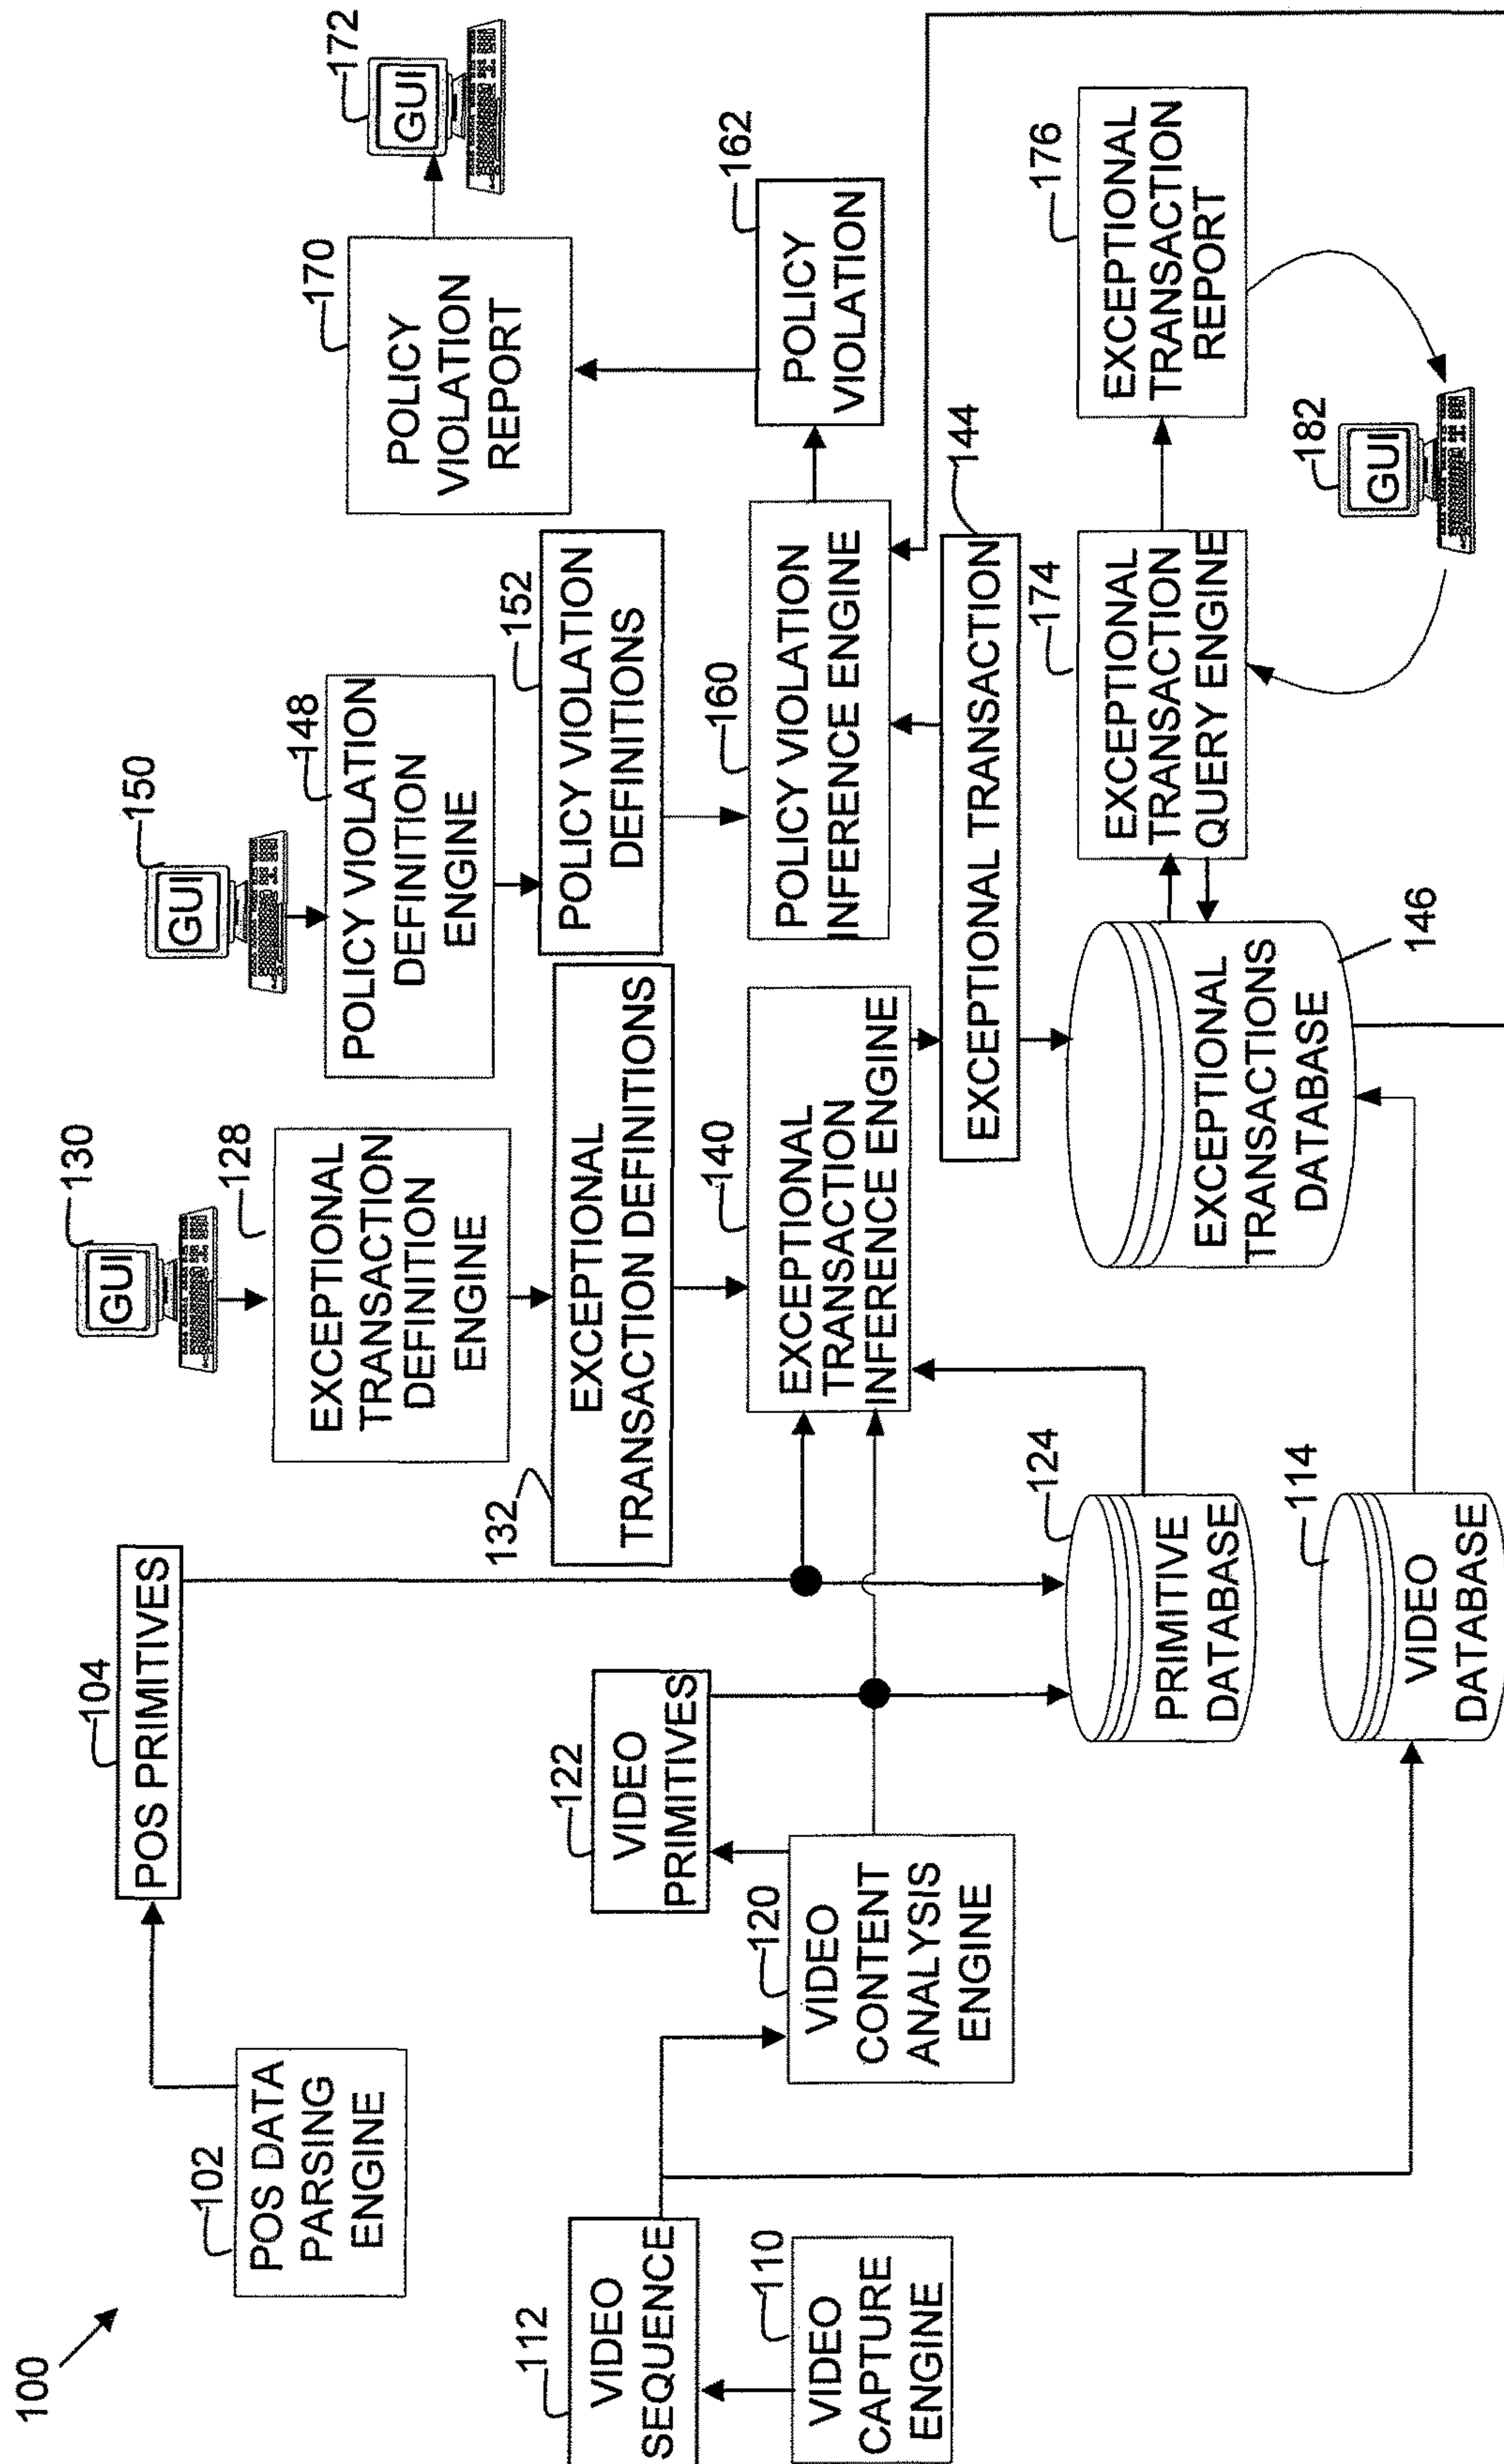 100
102
POS DATA
PARSING
ENGINE
104
POS PRIMITIVES
112
VIDEO
SEQUENCE
110
VIDEO
CAPTURE
ENGINE
122
VIDEO
PRIMITIVES
120
VIDEO
CONTENT
ANALYSIS
ENGINE
124
PRIMITIVE
DATABASE
114
VIDEO
DATABASE
130
GUI
128
EXCEPTIONAL
TRANSACTION
DEFINITION
ENGINE
132
EXCEPTIONAL
TRANSACTION DEFINITIONS
140
EXCEPTIONAL
TRANSACTION
INFERENCE ENGINE
144
EXCEPTIONAL TRANSACTION
EXCEPTIONAL
TRANSACTIONS
DATABASE
146
150
GUI
148
POLICY VIOLATION
DEFINITION
ENGINE
152
POLICY VIOLATION
DEFINITIONS
160
POLICY VIOLATION
INFERENCE ENGINE
162
POLICY
VIOLATION
170
POLICY
VIOLATION
REPORT
172
GUI
174
EXCEPTIONAL
TRANSACTION
QUERY ENGINE
176
EXCEPTIONAL
TRANSACTION
REPORT
182
GUI